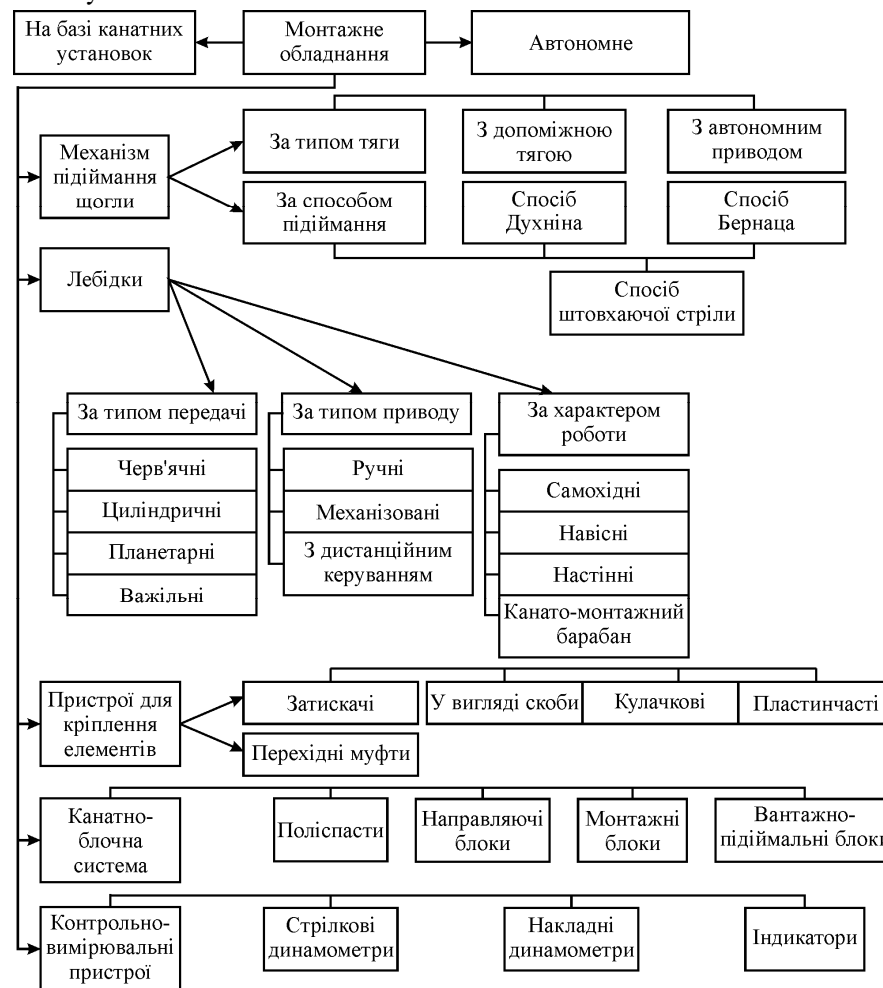 На базі канатних
установок
Монтажне
обладнання
Автономне
Механізм
підіймання
щогли
За типом тяги
З допоміжною
тягою
З автономним
приводом
За способом
підіймання
Спосіб
Духніна
Спосіб
Бернаца
Спосіб
штовхаючої стріли
Лебідки
За типом передачі
Черв'ячні
Циліндричні
Планетарні
Важільні
За типом приводу
Ручні
Механізовані
З дистанційним
керуванням
За характером
роботи
Самохідні
Навісні
Настінні
Канато-монтажний
барабан
Пристрої для
кріплення
елементів
Затискачі
У вигляді скоби
Кулачкові
Пластинчасті
Перехідні муфти
Канатно-
блочна
система
Поліспасти
Направляючі
блоки
Монтажні
блоки
Вантажно-
підіймальні блоки
Контрольно-
вимірювальні
пристрої
Стрілкові
динамометри
Накладні
динамометри
Індикатори